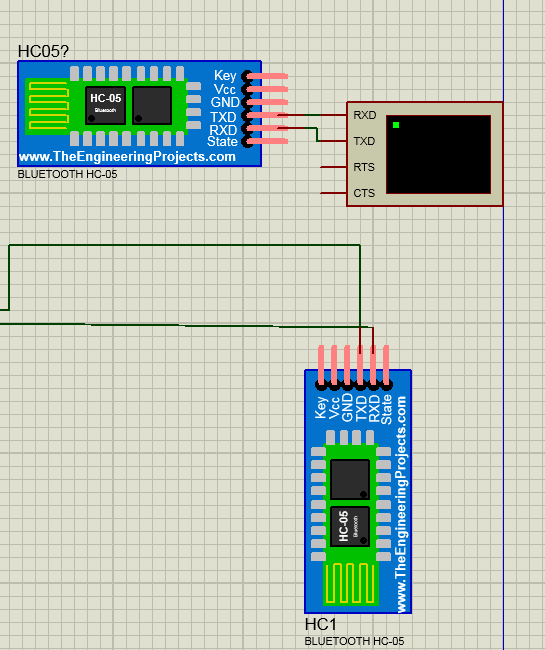 HC05?
HC-05
Bluetooth
Key
Vcc
GND
TXD
RXD
State
www.TheEngineeringProjects.com
BLUETOOTH HC-05
RXD
TXD
RTS
CTS
Key
Vcc
GND
TXD
RXD
State
www.TheEngineeringProjects.com
HC-05
Bluetooth
HC1
BLUETOOTH HC-05